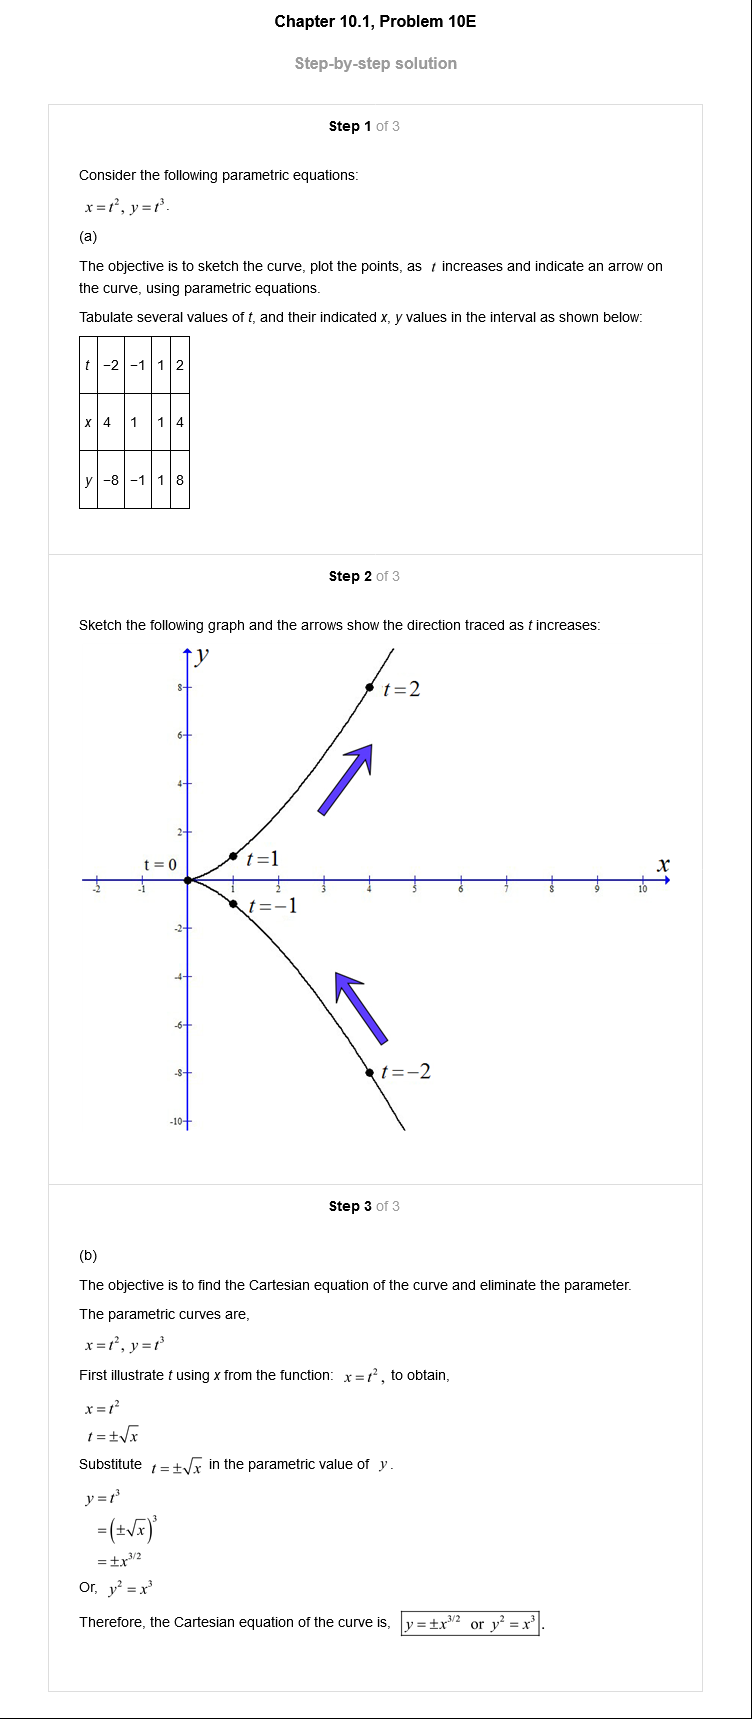 Chapter 10.1, Problem 10E
Step-by-step solution
Step 1 of 3
Consider the following parametric equations:
x = t², y = t³.
(a)
The objective is to sketch the curve, plot the points, as t increases and indicate an arrow on
the curve, using parametric equations.
Tabulate several values of t, and their indicated x, y values in the interval as shown below:
t −2 −1 1 2
x 4 1 1 4
y −8 −1 1 8
Step 2 of 3
Sketch the following graph and the arrows show the direction traced as t increases:
y
8
t=2
6
4
2
t=0
t=1
x
-2 -1 1 2 3 4 5 6 7 8 9 10
t=−1
-2
-4
-6
-8
t=−2
-10
Step 3 of 3
(b)
The objective is to find the Cartesian equation of the curve and eliminate the parameter.
The parametric curves are,
x = t², y = t³
First illustrate t using x from the function: x = t², to obtain,
x = t²
t = ±√x
Substitute t = ±√x in the parametric value of y.
y = t³
= (±√x)³
= ±x^3/2
Or, y² = x³
Therefore, the Cartesian equation of the curve is, y = ±x^3/2 or y² = x³.